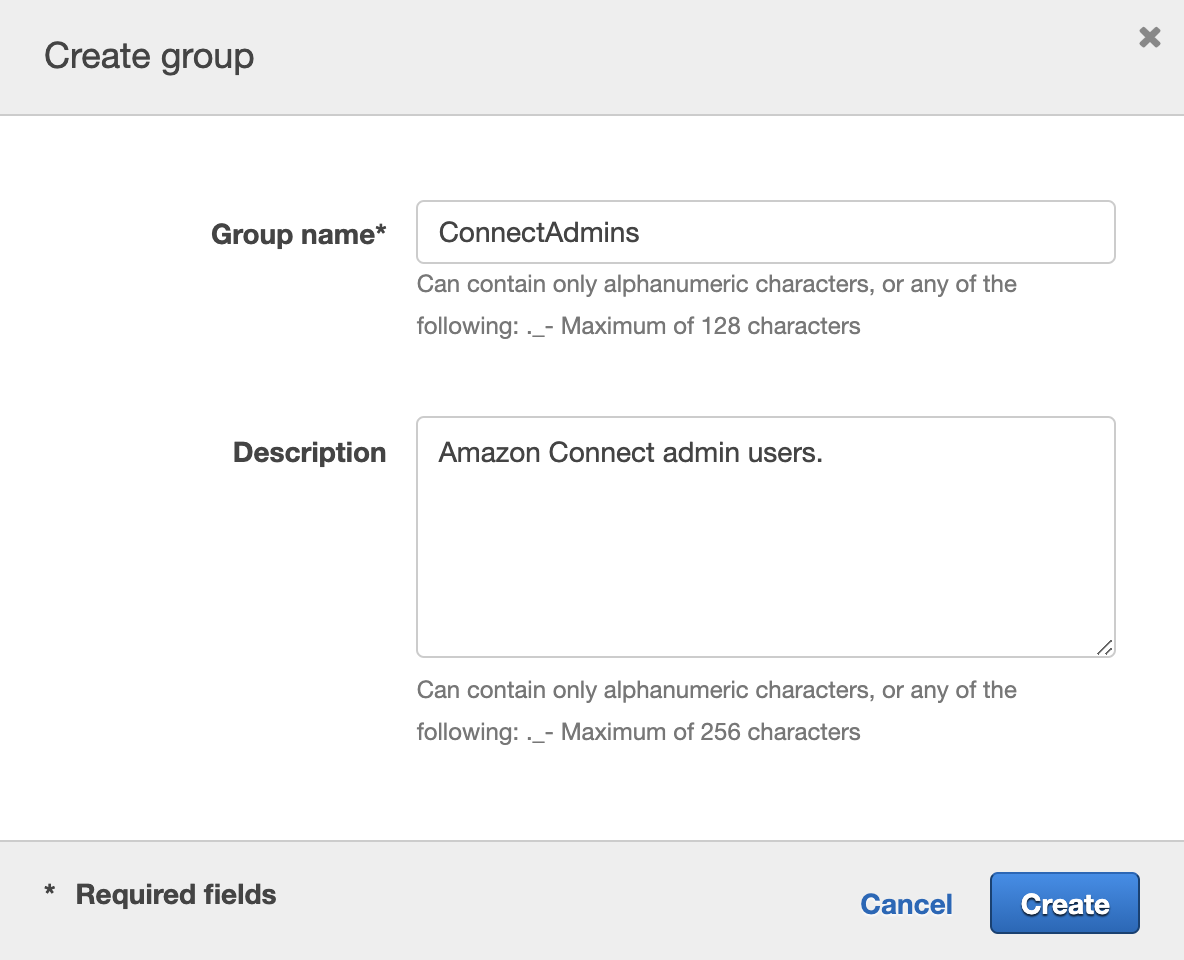 Create group
Group name*
ConnectAdmins
Can contain only alphanumeric characters, or any of the
following: ._- Maximum of 128 characters
Description
Amazon Connect admin users.
Can contain only alphanumeric characters, or any of the
following: ._- Maximum of 256 characters
* Required fields
Cancel
Create